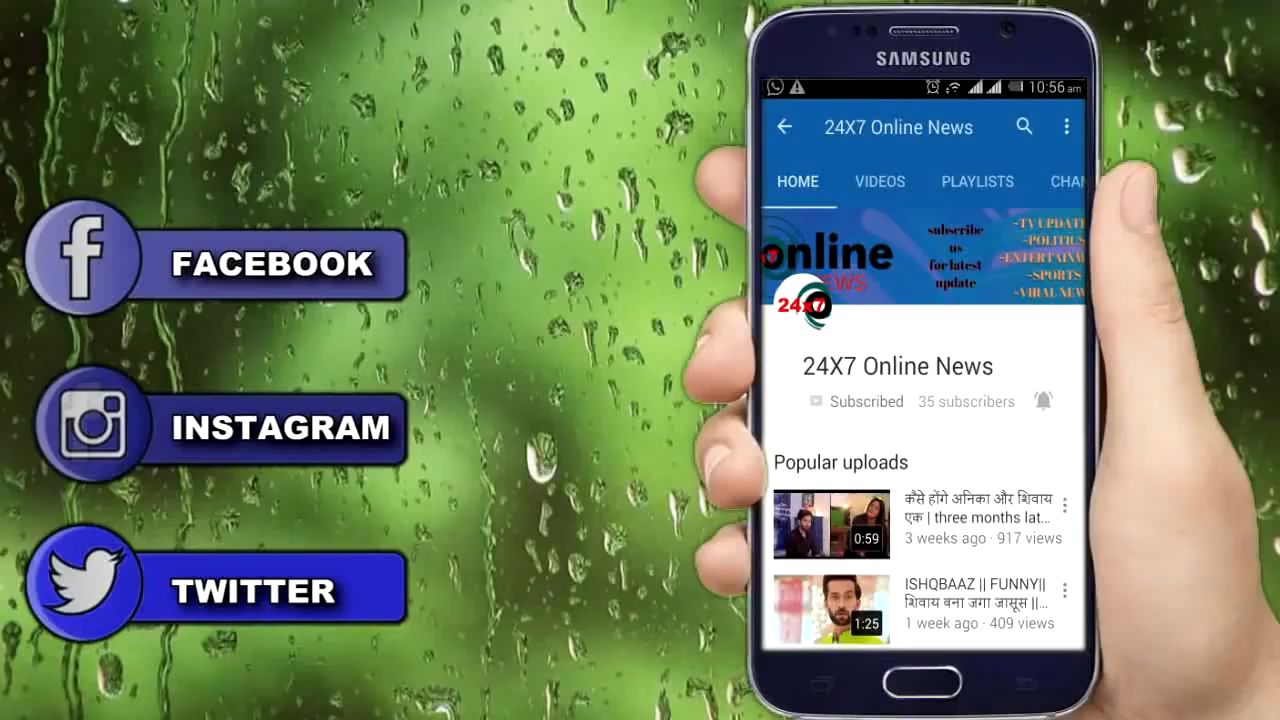 FACEBOOK
INSTAGRAM
TWITTER
SAMSUNG
10:56 am
24X7 Online News
HOME VIDEOS PLAYLISTS CHAN
online
NEWS
subscribe
us
for latest
update
~TV UPDATE
~POLITICS
~ENTERTAINM
~SPORTS
~VIRAL NEW
24x7
24X7 Online News
Subscribed 35 subscribers
Popular uploads
0:59
कैसे होंगे अनिका और शिवाय
एक | three months lat...
3 weeks ago · 917 views
1:25
ISHQBAAZ || FUNNY||
शिवाय बना जगा जासूस ||...
1 week ago · 409 views